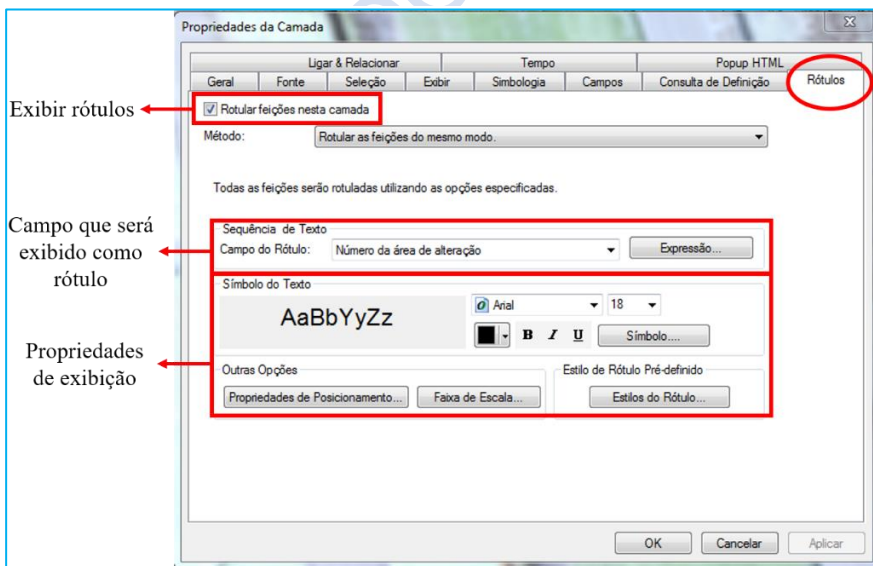 Propriedades da Camada
Ligar & Relacionar Tempo Popup HTML
Geral Fonte Seleção Exibir Simbologia Campos Consulta de Definição Rótulos
Exibir rótulos
Rotular feições nesta camada
Método: Rotular as feições do mesmo modo.
Todas as feições serão rotuladas utilizando as opções especificadas.
Campo que será
exibido como
rótulo
Sequência de Texto
Campo do Rótulo: Número da área de alteração Expressão...
Símbolo do Texto
AaBbYyZz
Arial 18
B I U Símbolo....
Propriedades
de exibição
Outras Opções Estilo de Rótulo Pré-definido
Propriedades de Posicionamento... Faixa de Escala... Estilos do Rótulo...
OK Cancelar Aplicar